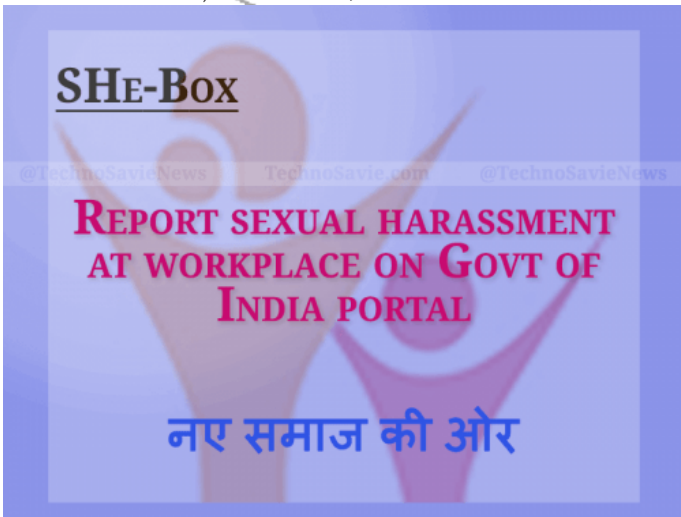 SHE-BOX
@TechnoSavieNews TechnoSavie.com @TechnoSavieNews
REPORT SEXUAL HARASSMENT
AT WORKPLACE ON GOVT OF
INDIA PORTAL
नए समाज की ओर